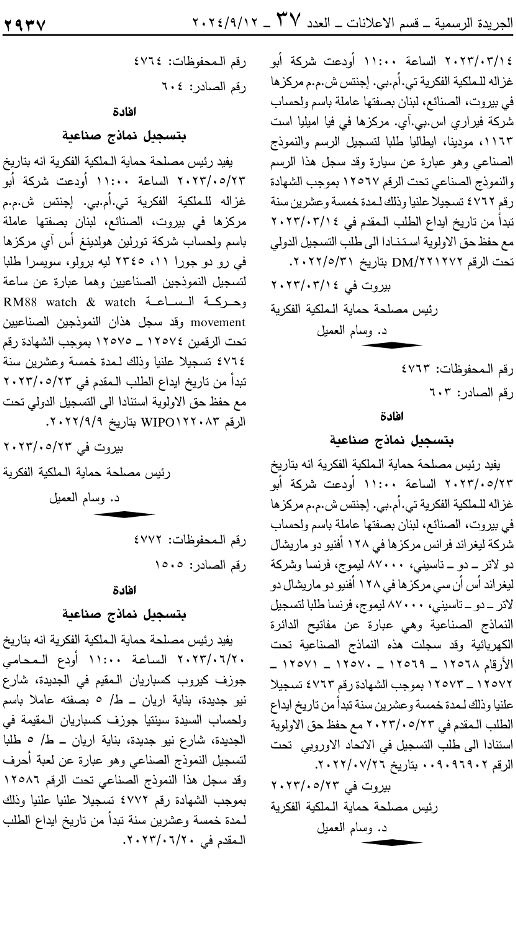 الجريدة الرسمية ــ قسم الاعلانات ــ العدد ٣٧ ــ ٢٠٢٤/٩/١٢
٢٩٣٧
٢٠٢٣/٠٣/١٤ الساعة ١١:٠٠ أودعت شركة أبو
غزاله للملكية الفكرية تي.أم.بي. إجنتس ش.م.م مركزها
في بيروت، الصنائع، لبنان بصفتها عاملة باسم ولحساب
شركة فيراري اس.بي.آي. مركزها في فيا اميليا است
١١٦٣، مودينا، ايطاليا طلبا لتسجيل الرسم والنموذج
الصناعي وهو عبارة عن سيارة وقد سجل هذا الرسم
والنموذج الصناعي تحت الرقم ١٢٥٦٧ بموجب الشهادة
رقم ٤٧٦٢ تسجيلا علنيا وذلك لمدة خمسة وعشرين سنة
تبدأ من تاريخ ايداع الطلب المقدم في ٢٠٢٣/٠٣/١٤
مع حفظ حق الاولوية استنادا الى طلب التسجيل الدولي
تحت الرقم DM/٢٢١٢٧٢ بتاريخ ٢٠٢٢/٥/٣١.
بيروت في ٢٠٢٣/٠٣/١٤
رئيس مصلحة حماية الملكية الفكرية
د. وسام العميل
رقم المحفوظات: ٤٧٦٣
رقم الصادر: ٦٠٣
افادة
بتسجيل نماذج صناعية
يفيد رئيس مصلحة حماية الملكية الفكرية انه بتاريخ
٢٠٢٣/٠٥/٢٣ الساعة ١١:٠٠ أودعت شركة أبو
غزاله للملكية الفكرية تي.أم.بي. إجنتس ش.م.م مركزها
في بيروت، الصنائع، لبنان بصفتها عاملة باسم ولحساب
شركة ليغراند فرانس مركزها في ١٢٨ أفنيو دو ماريشال
دو لاتر ــ دو ــ تاسيني، ٨٧٠٠٠ ليموج، فرنسا وشركة
ليغراند أس أن سي مركزها في ١٢٨ أفنيو دو ماريشال دو
لاتر ــ دو ــ تاسيني، ٨٧٠٠٠ ليموج، فرنسا طلبا لتسجيل
النماذج الصناعية وهي عبارة عن مفاتيح الدائرة
الكهربائية وقد سجلت هذه النماذج الصناعية تحت
الأرقام ١٢٥٦٨ ــ ١٢٥٦٩ ــ ١٢٥٧٠ ــ ١٢٥٧١ ــ
١٢٥٧٢ ــ ١٢٥٧٣ بموجب الشهادة رقم ٤٧٦٣ تسجيلا
علنيا وذلك لمدة خمسة وعشرين سنة تبدأ من تاريخ ايداع
الطلب المقدم في ٢٠٢٣/٠٥/٢٣ مع حفظ حق الاولوية
استنادا الى طلب التسجيل في الاتحاد الاوروبي تحت
الرقم ٠٠٩٠٩٦٩٠٢ بتاريخ ٢٠٢٢/٠٧/٢٦.
بيروت في ٢٠٢٣/٠٥/٢٣
رئيس مصلحة حماية الملكية الفكرية
د. وسام العميل
رقم المحفوظات: ٤٧٦٤
رقم الصادر: ٦٠٤
افادة
بتسجيل نماذج صناعية
يفيد رئيس مصلحة حماية الملكية الفكرية انه بتاريخ
٢٠٢٣/٠٥/٢٣ الساعة ١١:٠٠ أودعت شركة أبو
غزاله للملكية الفكرية تي.أم.بي. إجنتس ش.م.م
مركزها في بيروت، الصنائع، لبنان بصفتها عاملة
باسم ولحساب شركة تورلين هولدينغ أس آي مركزها
في رو دو جورا ١١، ٢٣٤٥ ليه برولو، سويسرا طلبا
لتسجيل النموذجين الصناعيين وهما عبارة عن ساعة
وحركة الساعة RM88 watch & watch
movement وقد سجل هذان النموذجين الصناعيين
تحت الرقمين ١٢٥٧٤ ــ ١٢٥٧٥ بموجب الشهادة رقم
٤٧٦٤ تسجيلا علنيا وذلك لمدة خمسة وعشرين سنة
تبدأ من تاريخ ايداع الطلب المقدم في ٢٠٢٣/٠٥/٢٣
مع حفظ حق الاولوية استنادا الى التسجيل الدولي تحت
الرقم WIPO١٢٢٠٨٣ بتاريخ ٢٠٢٢/٩/٩.
بيروت في ٢٠٢٣/٠٥/٢٣
رئيس مصلحة حماية الملكية الفكرية
د. وسام العميل
رقم المحفوظات: ٤٧٧٢
رقم الصادر: ١٥٠٥
افادة
بتسجيل نماذج صناعية
يفيد رئيس مصلحة حماية الملكية الفكرية انه بتاريخ
٢٠٢٣/٠٦/٢٠ الساعة ١١:٠٠ أودع المحامي
جوزف كيروب كسباريان المقيم في الجديدة، شارع
نيو جديدة، بناية اريان ــ ط/ ٥ بصفته عاملا باسم
ولحساب السيدة سينتيا جوزف كسباريان المقيمة في
الجديدة، شارع نيو جديدة، بناية اريان ــ ط/ ٥ طلبا
لتسجيل النموذج الصناعي وهو عبارة عن لعبة أحرف
وقد سجل هذا النموذج الصناعي تحت الرقم ١٢٥٨٦
بموجب الشهادة رقم ٤٧٧٢ تسجيلا علنيا علنيا وذلك
لمدة خمسة وعشرين سنة تبدأ من تاريخ ايداع الطلب
المقدم في ٢٠٢٣/٠٦/٢٠.